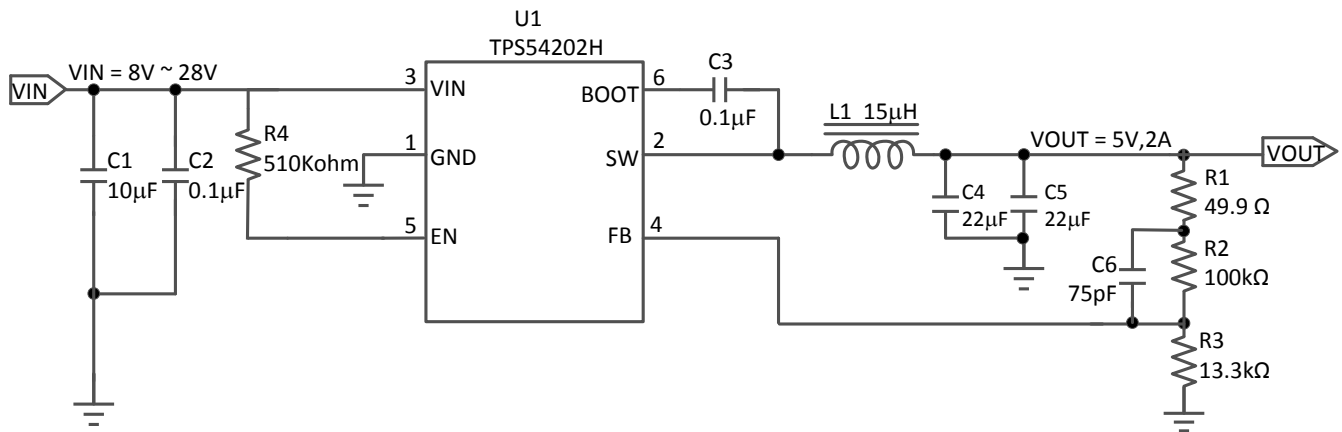 U1
TPS54202H
VIN
VIN = 8V ~ 28V
3
VIN
BOOT
6
C3
0.1μF
L1 15μH
VOUT = 5V,2A
VOUT
C1
10μF
C2
0.1μF
R4
510Kohm
1
GND
SW
2
C4
22μF
C5
22μF
R1
49.9 Ω
5
EN
FB
4
C6
75pF
R2
100kΩ
R3
13.3kΩ